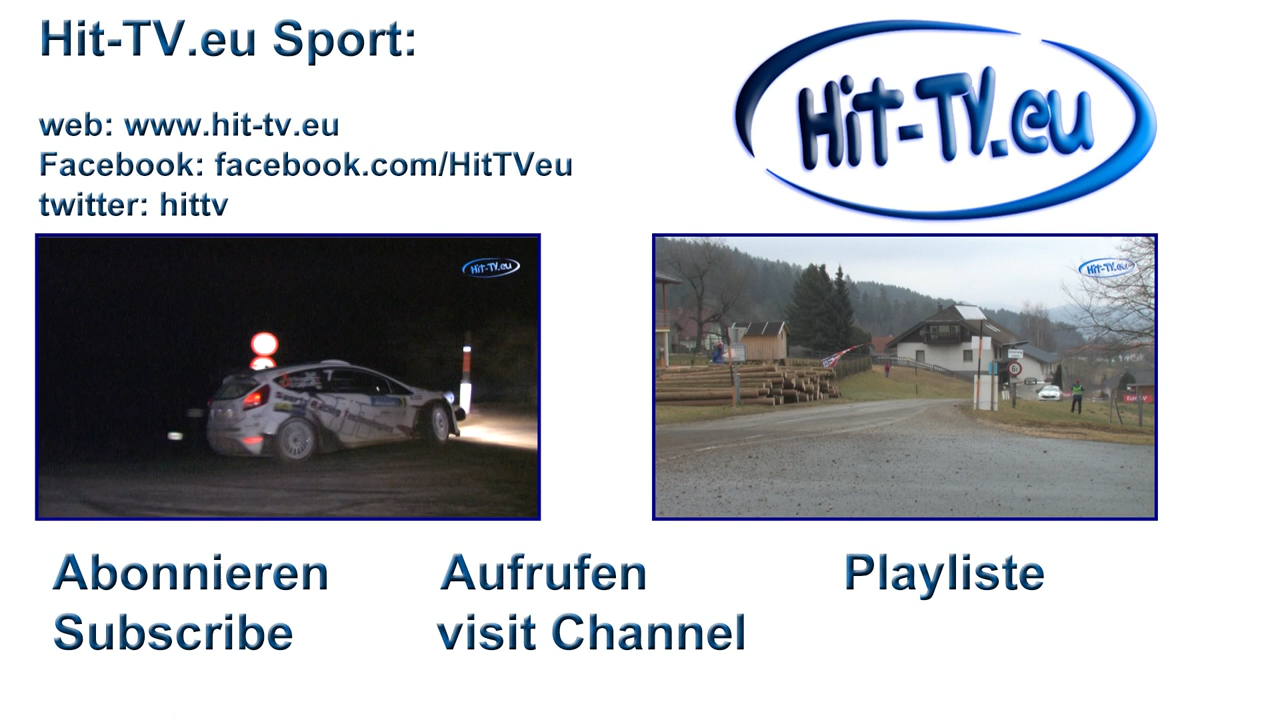 Hit-TV.eu Sport:
Hit-TV.eu
web: www.hit-tv.eu
Facebook: facebook.com/HitTVeu
twitter: hittv
Hit-TV.eu
Hit-TV.eu
Abonnieren
Aufrufen
Playliste
Subscribe
visit Channel